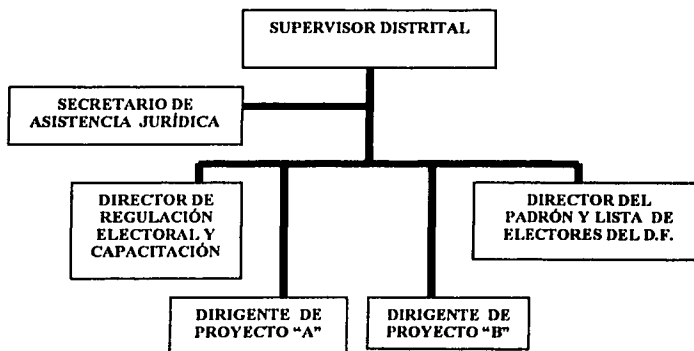 SUPERVISOR DISTRITAL
SECRETARIO DE
ASISTENCIA JURÍDICA
DIRECTOR DE
REGULACIÓN
ELECTORAL Y
CAPACITACIÓN
DIRECTOR DEL
PADRÓN Y LISTA DE
ELECTORES DEL D.F.
DIRIGENTE DE
PROYECTO "A"
DIRIGENTE DE
PROYECTO "B"